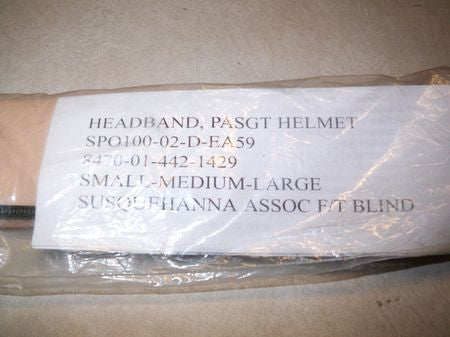 HEADBAND, PASGT HELMET
SPO100-02-D-EA59
8470-01-442-1429
SMALL-MEDIUM-LARGE
SUSQUEHANNA ASSOC F/T BLIND